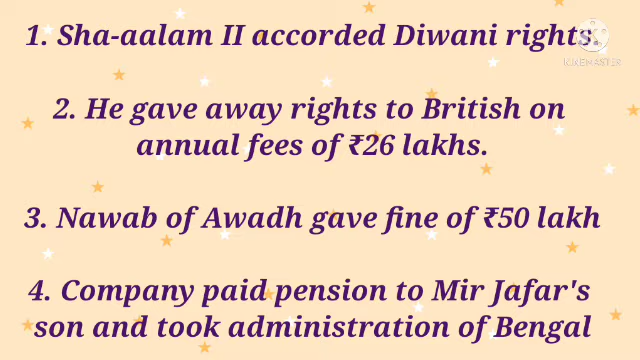 1. Sha-aalam II accorded Diwani rights.
KINEMASTER
2. He gave away rights to British on
annual fees of ₹26 lakhs.
3. Nawab of Awadh gave fine of ₹50 lakh
4. Company paid pension to Mir Jafar's
son and took administration of Bengal